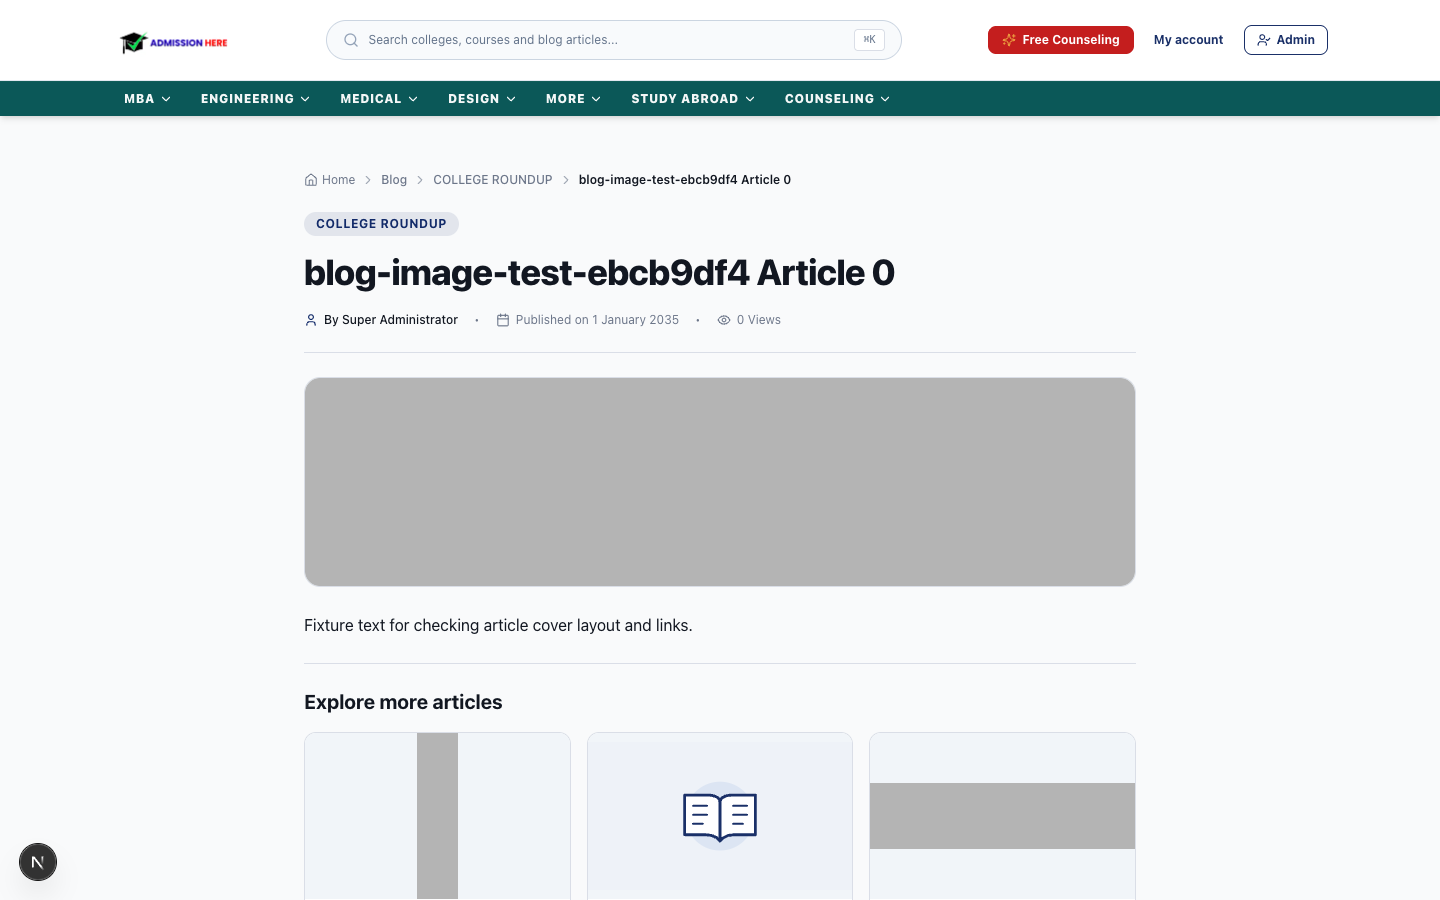 ADMISSION HERE
Search colleges, courses and blog articles...
⌘K
Free Counseling
My account
Admin
MBA
ENGINEERING
MEDICAL
DESIGN
MORE
STUDY ABROAD
COUNSELING
Home
Blog
COLLEGE ROUNDUP
blog-image-test-ebcb9df4 Article 0
COLLEGE ROUNDUP
blog-image-test-ebcb9df4 Article 0
By Super Administrator • Published on 1 January 2035 • 0 Views
Fixture text for checking article cover layout and links.
Explore more articles
N